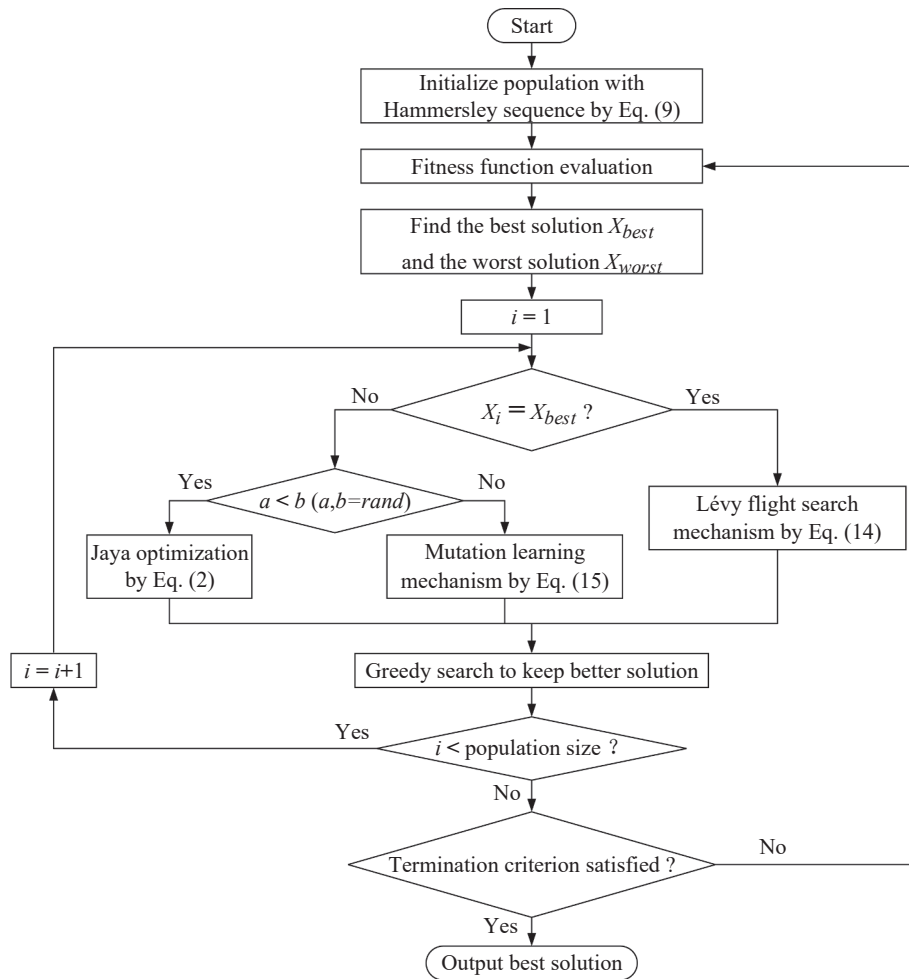 Start
Initialize population with
Hammersley sequence by Eq. (9)
Fitness function evaluation
Find the best solution X_best
and the worst solution X_worst
i = 1
No
X_i = X_best ?
Yes
Yes
a < b (a,b=rand)
No
Lévy flight search
mechanism by Eq. (14)
Jaya optimization
by Eq. (2)
Mutation learning
mechanism by Eq. (15)
i = i+1
Greedy search to keep better solution
Yes
i < population size ?
No
Termination criterion satisfied ?
No
Yes
Output best solution